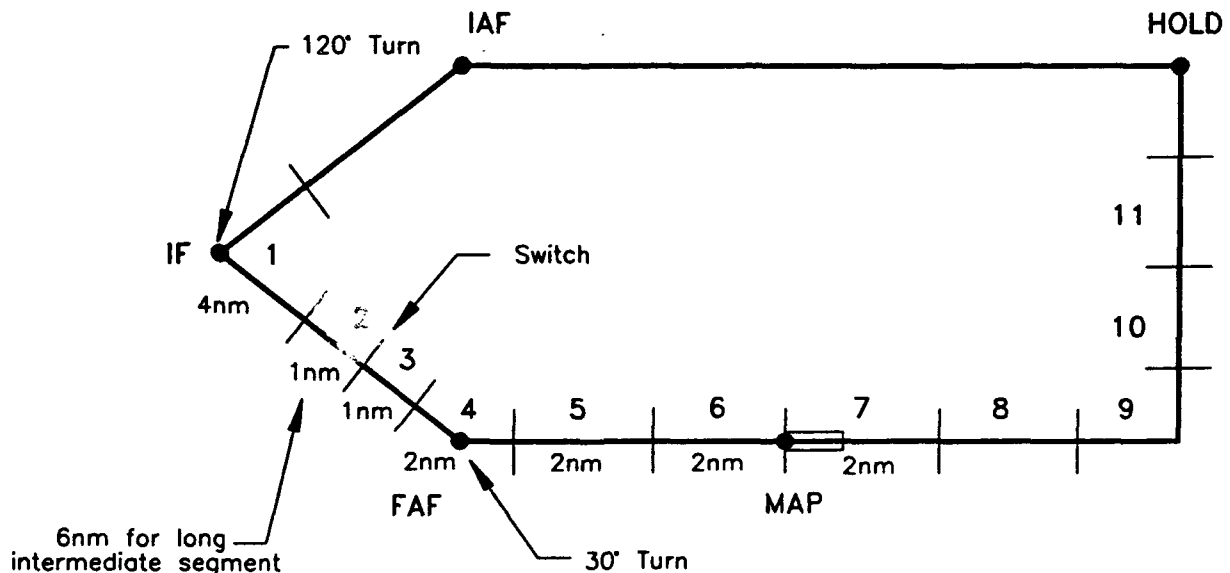 IAF
HOLD
120° Turn
11
IF
1
Switch
4nm
2
10
3
1nm
1nm
4
5
6
7
8
9
2nm
2nm
2nm
2nm
FAF
MAP
6nm for long
intermediate segment
30° Turn